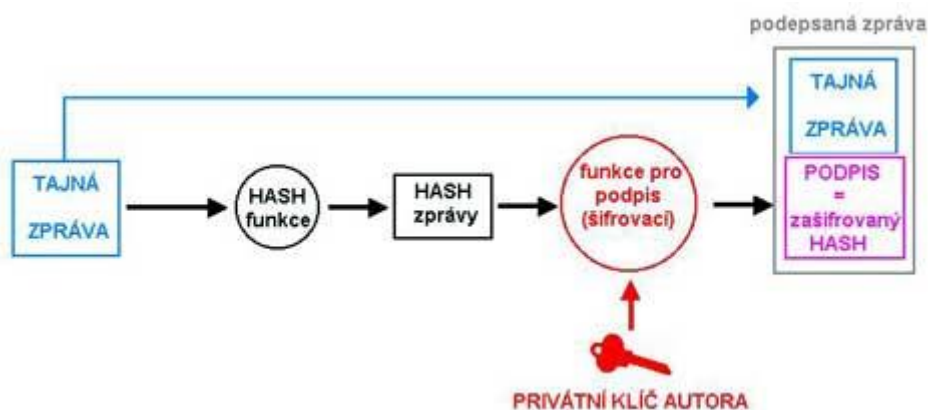 podepsaná zpráva
TAJNÁ
ZPRÁVA
TAJNÁ
ZPRÁVA
HASH
funkce
HASH
zprávy
funkce pro
podpis
(šifrovací)
PODPIS
=
zašifrovaný
HASH
PRIVÁTNÍ KLÍČ AUTORA